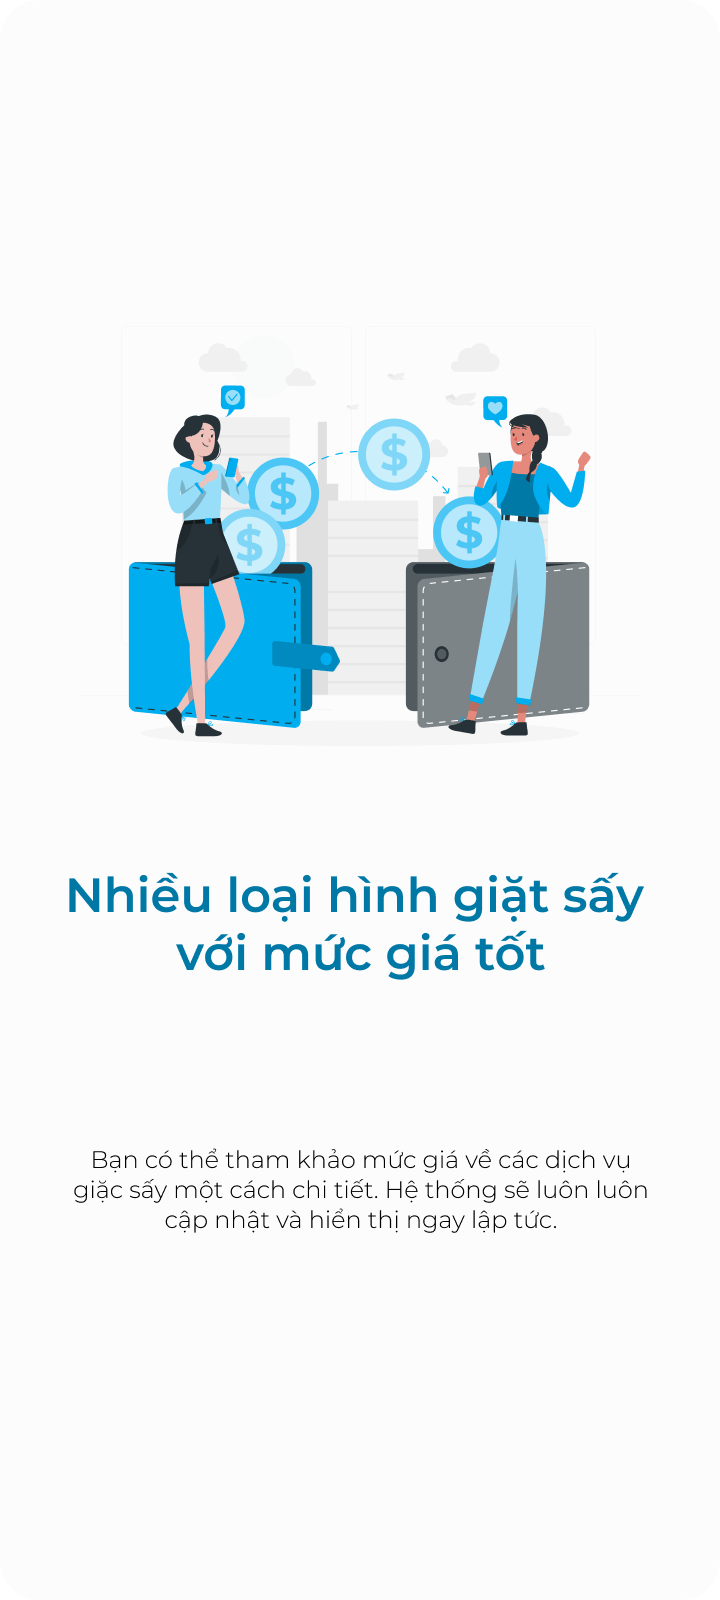 $
$
$
$
Nhiều loại hình giặt sấy
với mức giá tốt
Bạn có thể tham khảo mức giá về các dịch vụ
giặc sấy một cách chi tiết. Hệ thống sẽ luôn luôn
cập nhật và hiển thị ngay lập tức.